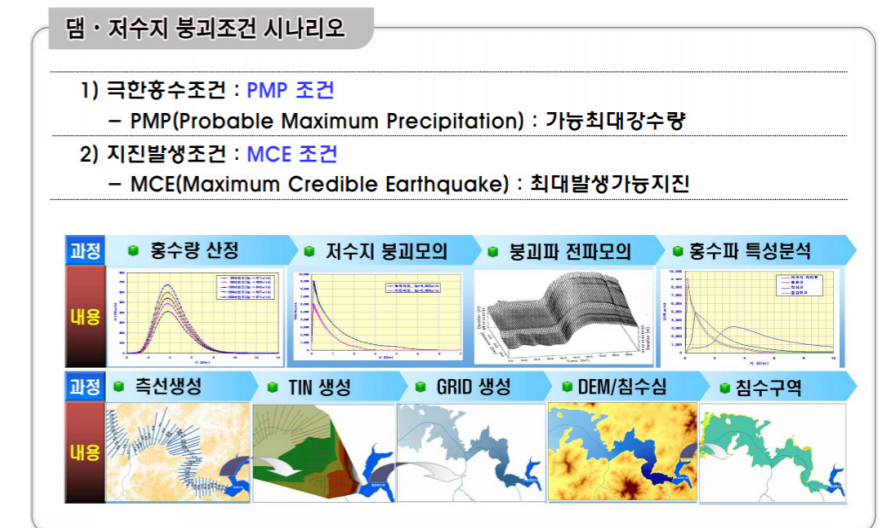 댐・저수지 붕괴조건 시나리오
1) 극한홍수조건 : PMP 조건
– PMP(Probable Maximum Precipitation) : 가능최대강수량
2) 지진발생조건 : MCE 조건
– MCE(Maximum Credible Earthquake) : 최대발생가능지진
과정 홍수량 산정 저수지 붕괴모의 붕괴파 전파모의 홍수파 특성분석
내용
과정 측선생성 TIN 생성 GRID 생성 DEM/침수심 침수구역
내용